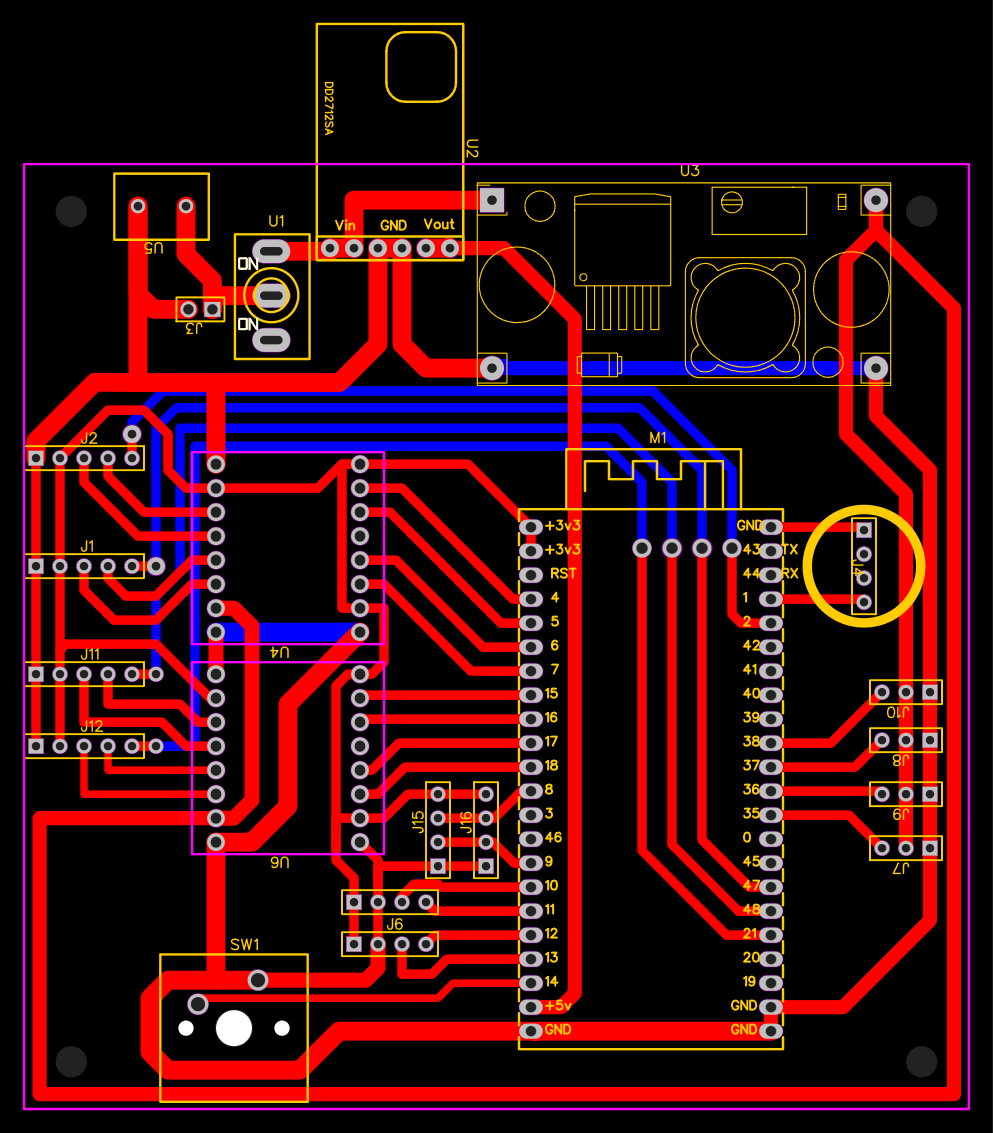 DD2712SA
U2
U3
U5
U1
Vin GND Vout
ON
J3
ON
J2
M1
J1
GND
+3v3
43 TX
+3v3
44 RX
RST
J4
1
4
2
5
42
6
41
7
U4
J11
40
15
39
16
J10
J12
38
17
37
18
J8
36
8
35
3
J9
J15
J16
0
46
45
9
U6
J7
47
10
48
11
J6
21
12
SW1
20
13
19
14
GND
+5v
GND
GND